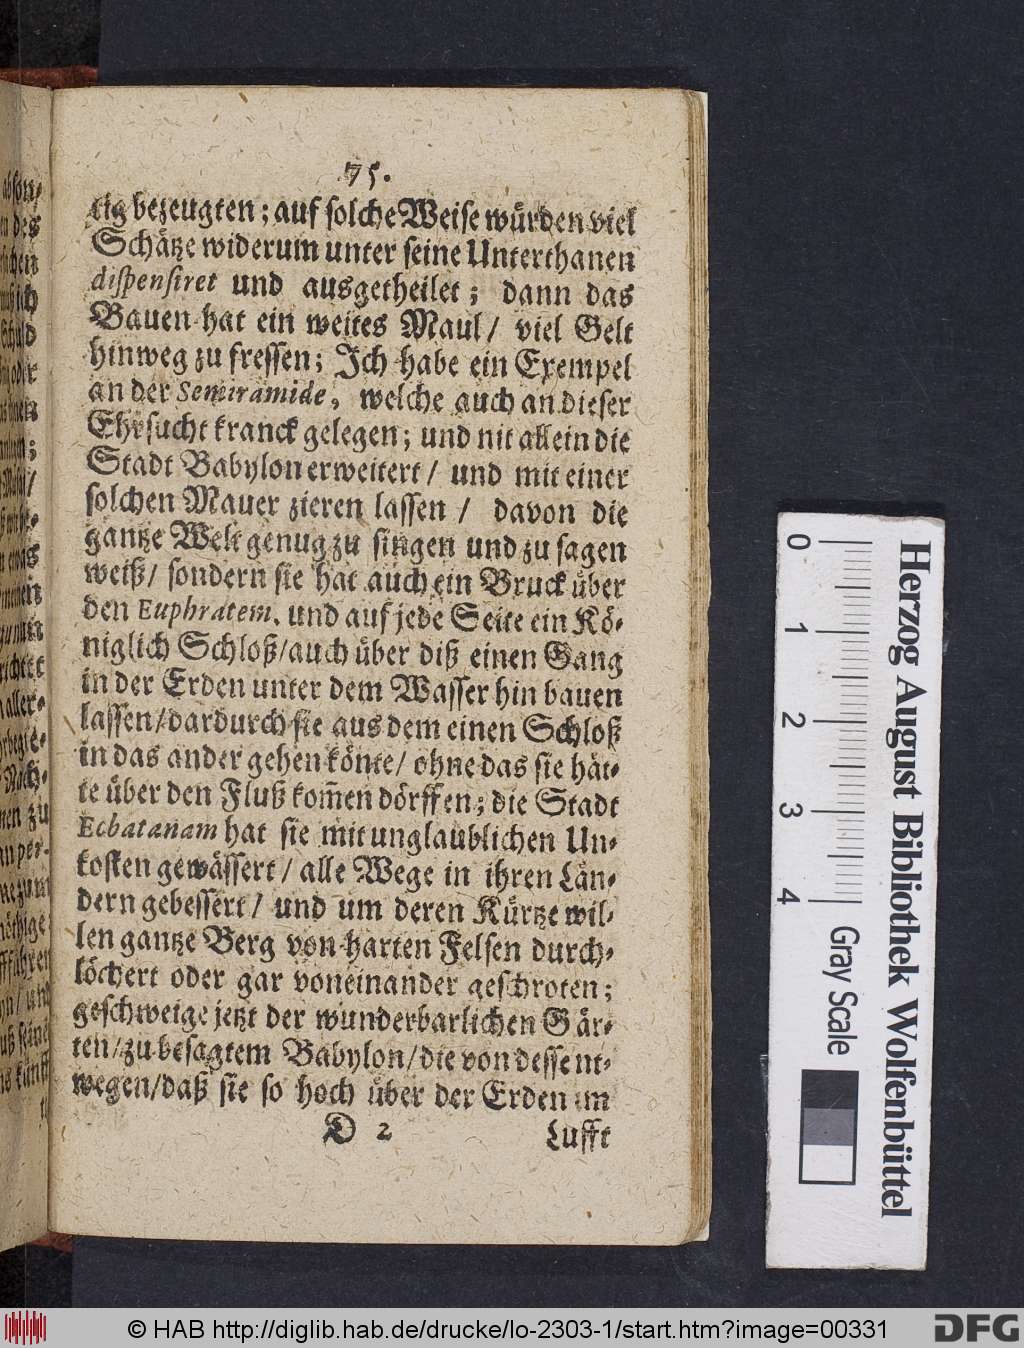 75.
tig bezeugten; auf solche Weise würden viel
Schätze widerum unter seine Unterthanen
dispensiret und ausgetheilet; dann das
Bauen hat ein weites Maul / viel Gelt
hinweg zu fressen; Ich habe ein Exempel
an der Semiramide, welche auch an dieser
Ehrsucht kranck gelegen; und nit allein die
Stadt Babylon erweitert / und mit einer
solchen Mauer zieren lassen / davon die
gantze Welt genug zu singen und zu sagen
weiß / sondern sie hat auch ein Bruck über
den Euphratem, und auf jede Seite ein Kö-
niglich Schloß / auch über diß einen Gang
in der Erden unter dem Wasser hin bauen
lassen / dardurch sie aus dem einen Schloß
in das ander gehen könte / ohne das sie hät-
te über den Fluß kom̃en dörffen; die Stadt
Ecbatanam hat sie mit unglaublichen Un-
kosten gewässert / alle Wege in ihren Län-
dern gebessert / und um deren Kürtze wil-
len gantze Berg von harten Felsen durch-
löchert oder gar voneinander geschroten;
geschweige jetzt der wunderbarlichen Gär-
ten / zu besagtem Babylon / die von dessent-
wegen / daß sie so hoch über der Erden im
D 2 Lufft
0 1 2 3 4
Herzog August Bibliothek Wolfenbüttel
Gray Scale
© HAB http://diglib.hab.de/drucke/lo-2303-1/start.htm?image=00331
DFG